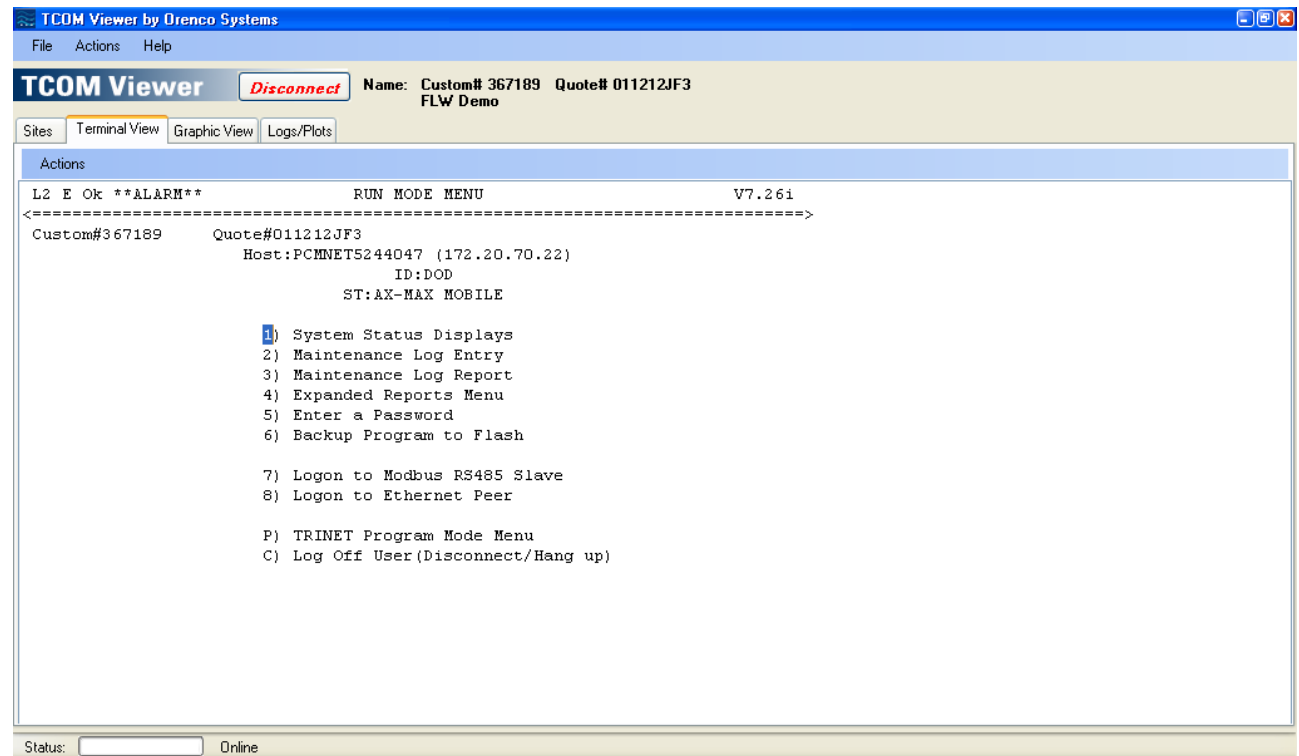 TCOM Viewer by Orenco Systems
File Actions Help
TCOM Viewer Disconnect Name: Custom# 367189 Quote# 011212JF3
FLW Demo
Sites Terminal View Graphic View Logs/Plots
Actions
L2 E Ok **ALARM** RUN MODE MENU V7.26i
<=============================================================================>
Custom#367189 Quote#011212JF3
Host:PCMNET5244047 (172.20.70.22)
ID:DOD
ST:AX-MAX MOBILE
1) System Status Displays
2) Maintenance Log Entry
3) Maintenance Log Report
4) Expanded Reports Menu
5) Enter a Password
6) Backup Program to Flash
7) Logon to Modbus RS485 Slave
8) Logon to Ethernet Peer
P) TRINET Program Mode Menu
C) Log Off User(Disconnect/Hang up)
Status: Online